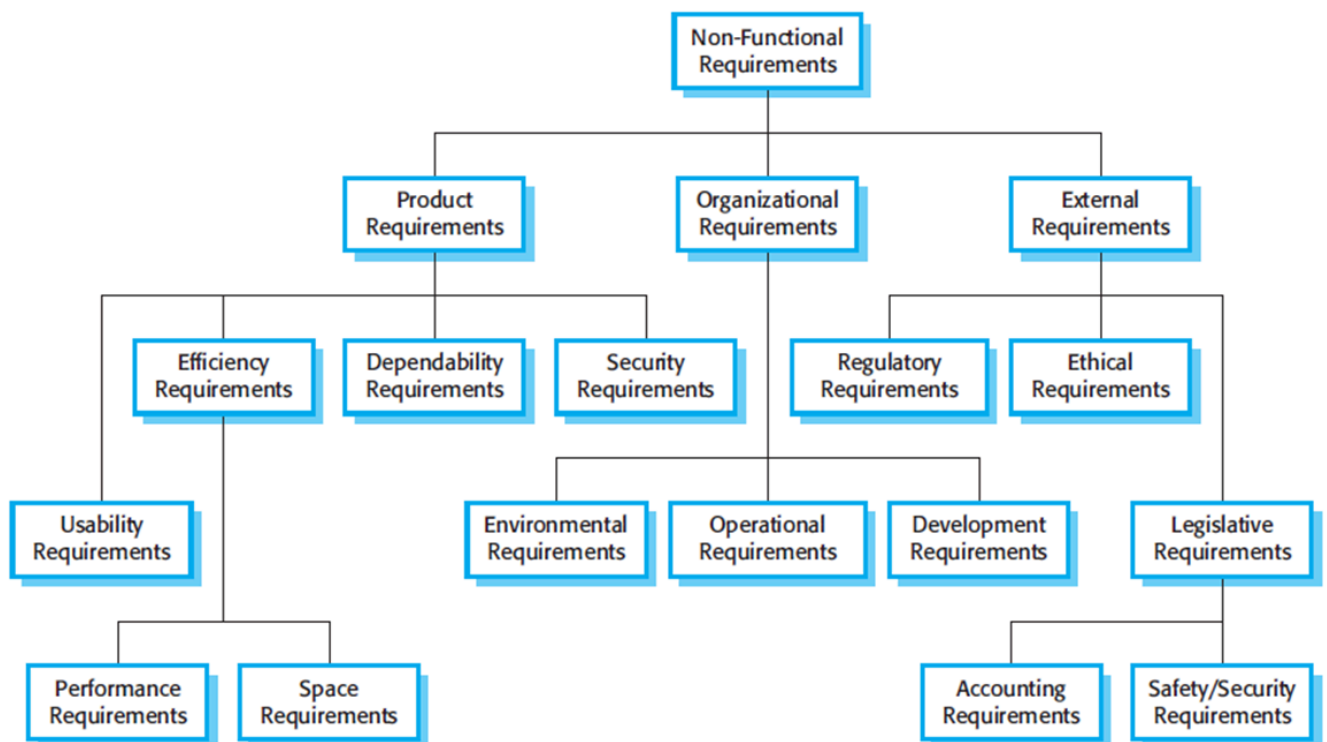 Non-Functional
Requirements
Product
Requirements
Organizational
Requirements
External
Requirements
Efficiency
Requirements
Dependability
Requirements
Security
Requirements
Regulatory
Requirements
Ethical
Requirements
Usability
Requirements
Environmental
Requirements
Operational
Requirements
Development
Requirements
Legislative
Requirements
Performance
Requirements
Space
Requirements
Accounting
Requirements
Safety/Security
Requirements